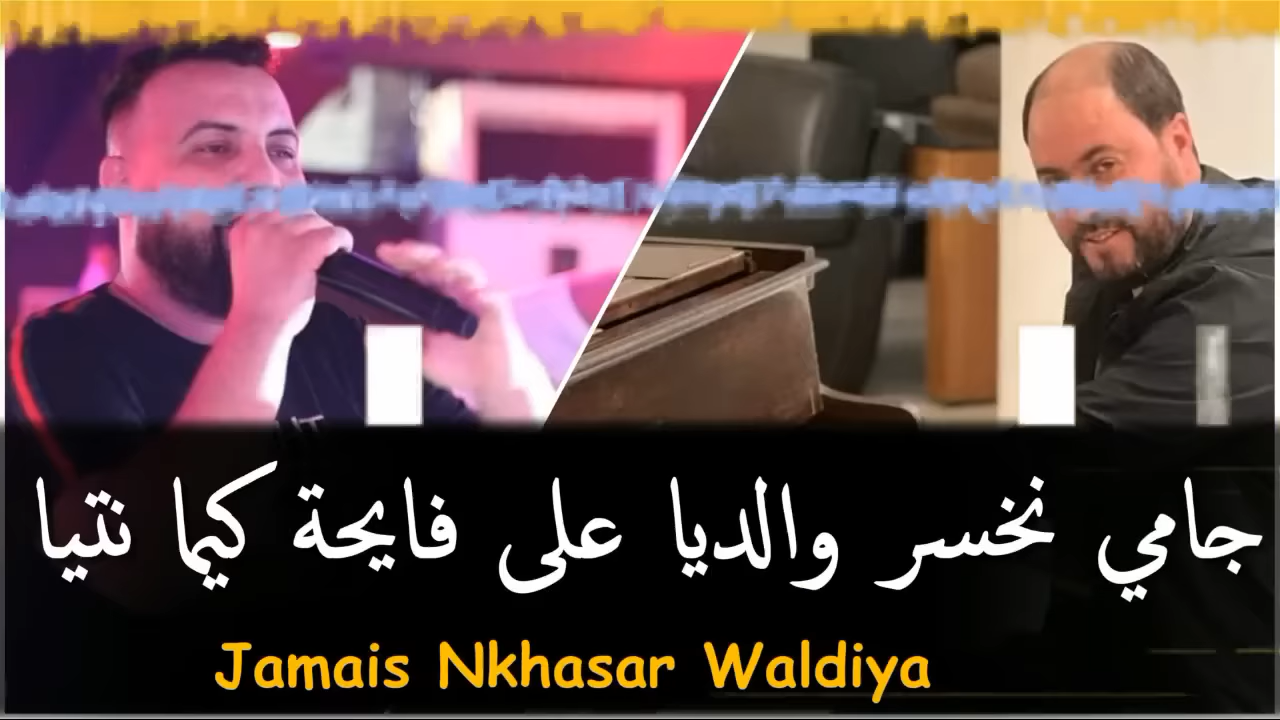 جامي نخسر والديا على فايحة كيما نتيا
Jamais Nkhasar Waldiya